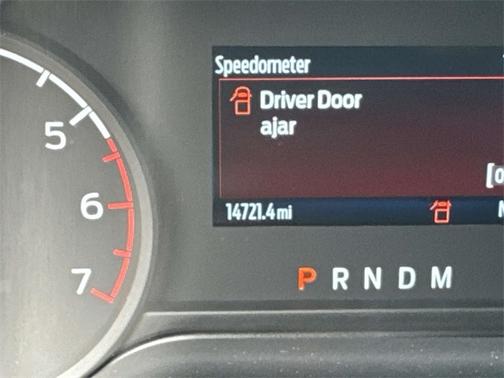 Speedometer
Driver Door
ajar
5
6
7
14721.4 mi
P R N D M